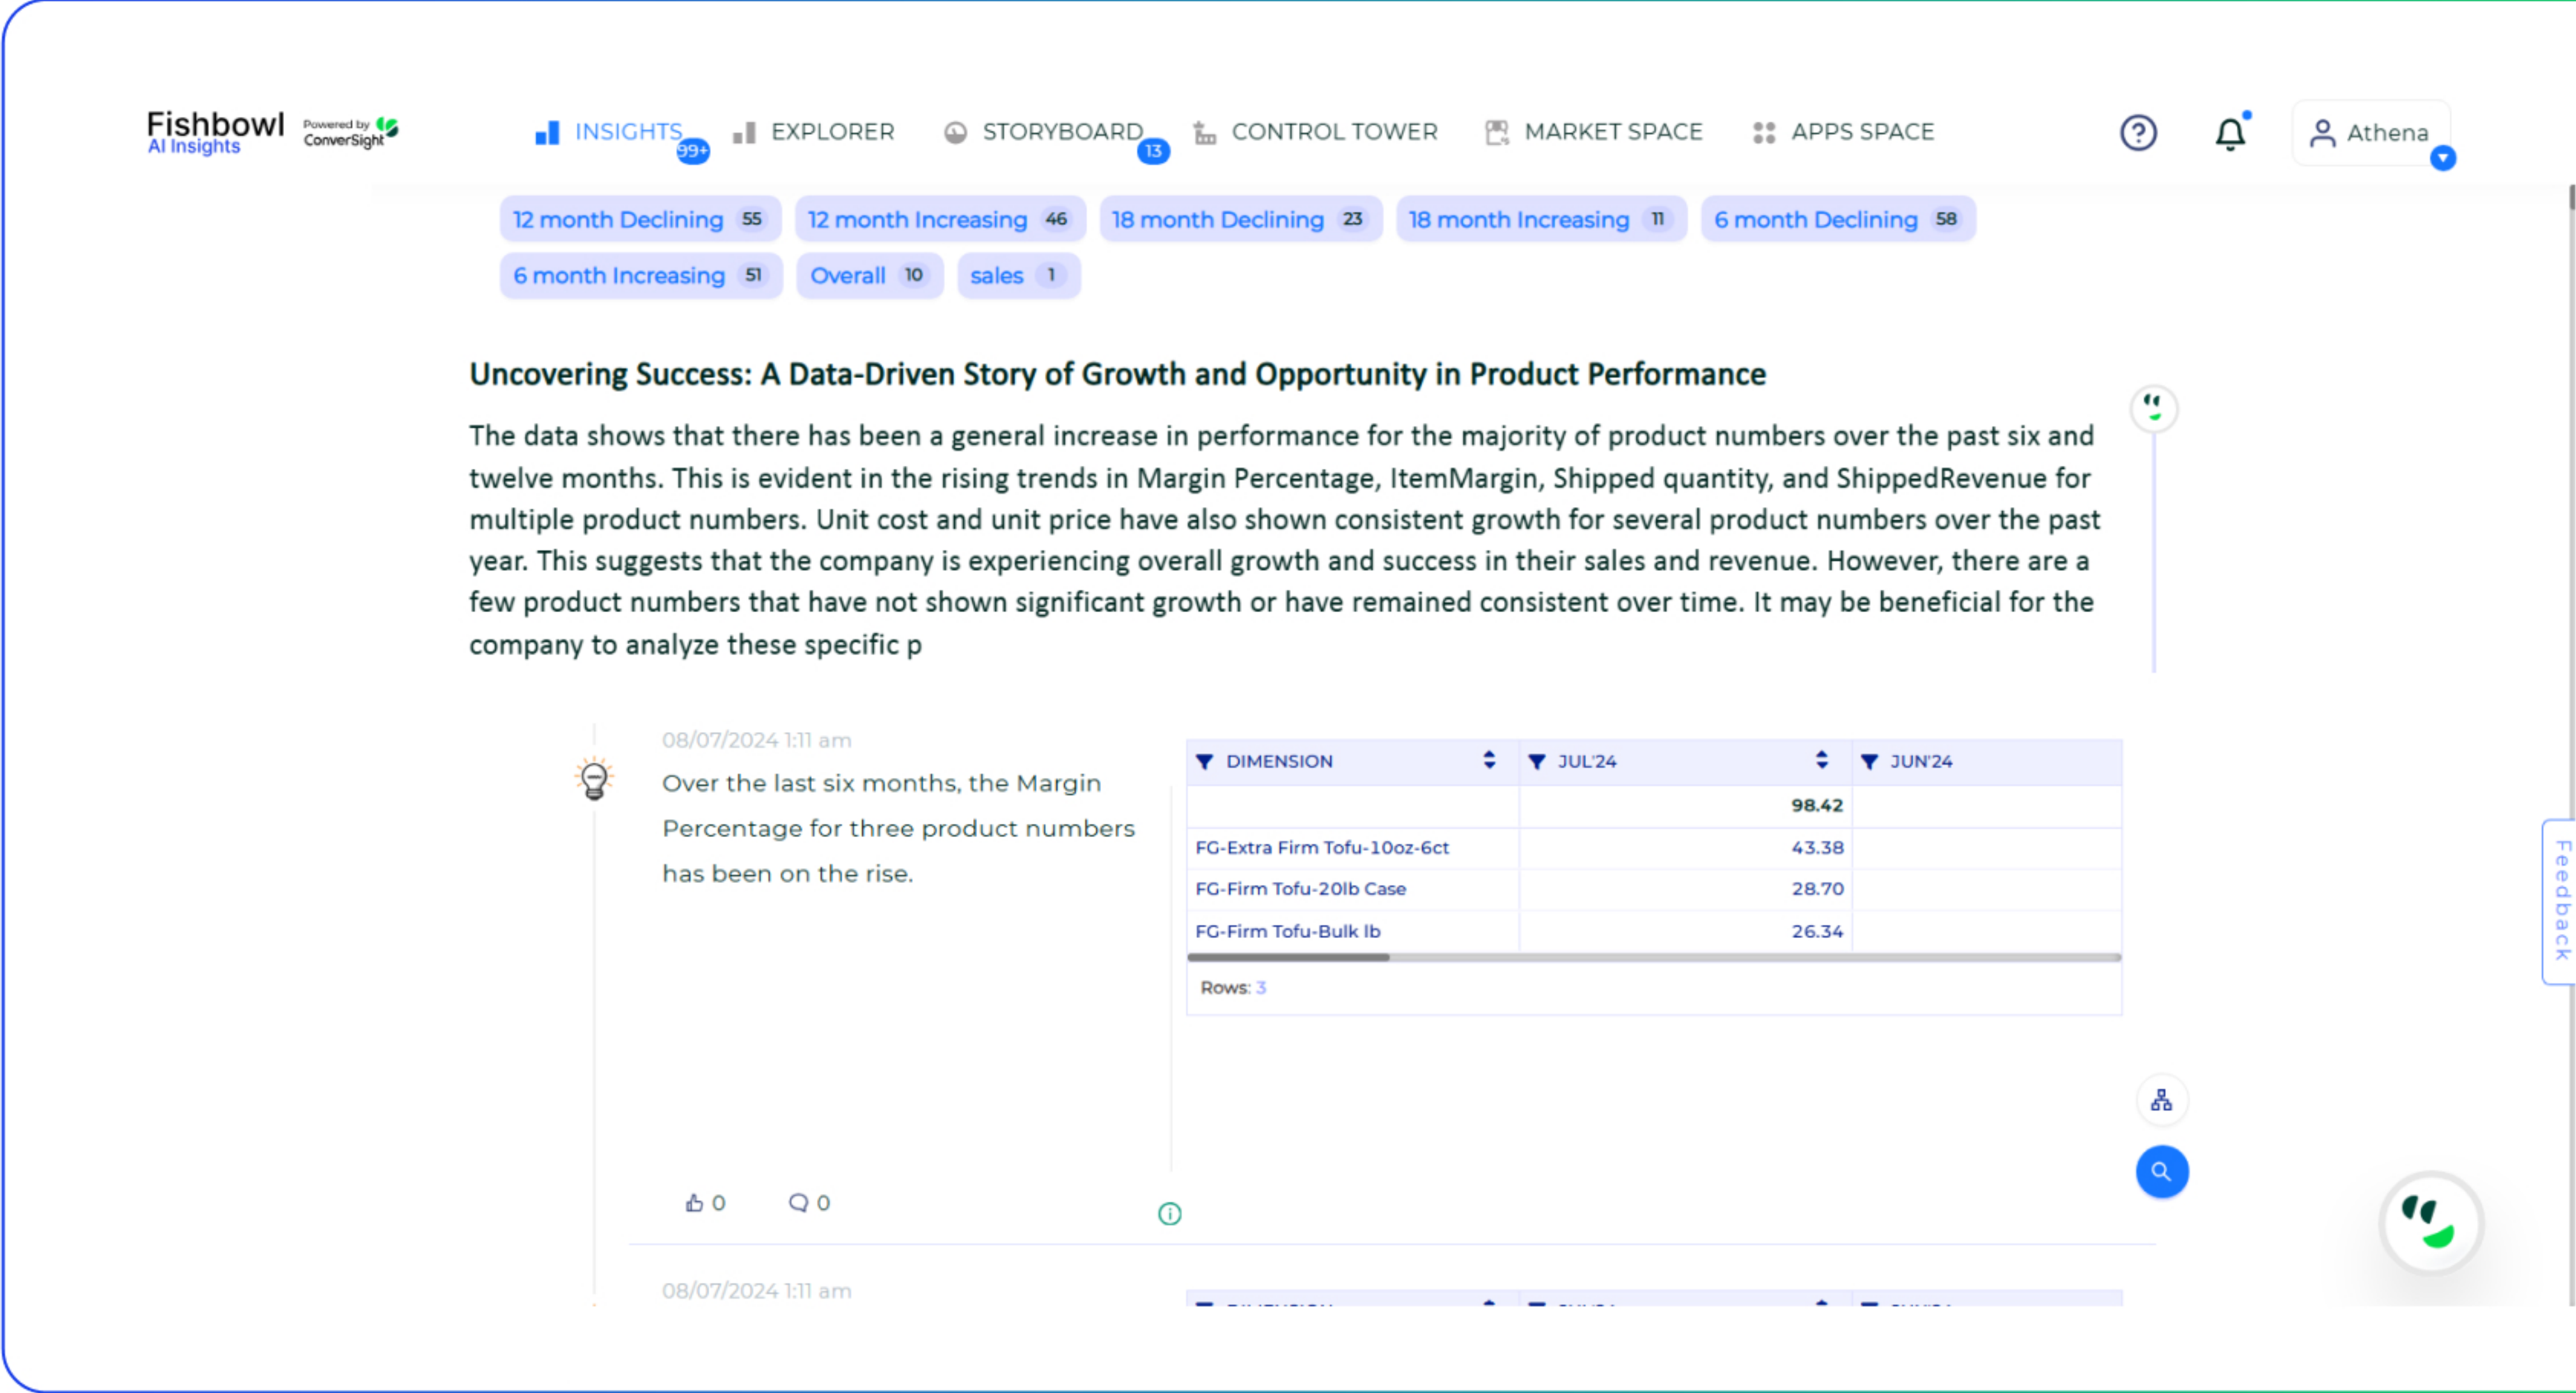 Fishbowl
AI Insights
Powered by
ConverSight
INSIGHTS 99+
EXPLORER
STORYBOARD 13
CONTROL TOWER
MARKET SPACE
APPS SPACE
Athena
12 month Declining 55
12 month Increasing 46
18 month Declining 23
18 month Increasing 11
6 month Declining 58
6 month Increasing 51
Overall 10
sales 1
Uncovering Success: A Data-Driven Story of Growth and Opportunity in Product Performance
The data shows that there has been a general increase in performance for the majority of product numbers over the past six and
twelve months. This is evident in the rising trends in Margin Percentage, ItemMargin, Shipped quantity, and ShippedRevenue for
multiple product numbers. Unit cost and unit price have also shown consistent growth for several product numbers over the past
year. This suggests that the company is experiencing overall growth and success in their sales and revenue. However, there are a
few product numbers that have not shown significant growth or have remained consistent over time. It may be beneficial for the
company to analyze these specific p
08/07/2024 1:11 am
Over the last six months, the Margin
Percentage for three product numbers
has been on the rise.
DIMENSION JUL'24 JUN'24
98.42
FG-Extra Firm Tofu-10oz-6ct 43.38
FG-Firm Tofu-20lb Case 28.70
FG-Firm Tofu-Bulk lb 26.34
Rows: 3
0
0
Feedback
08/07/2024 1:11 am